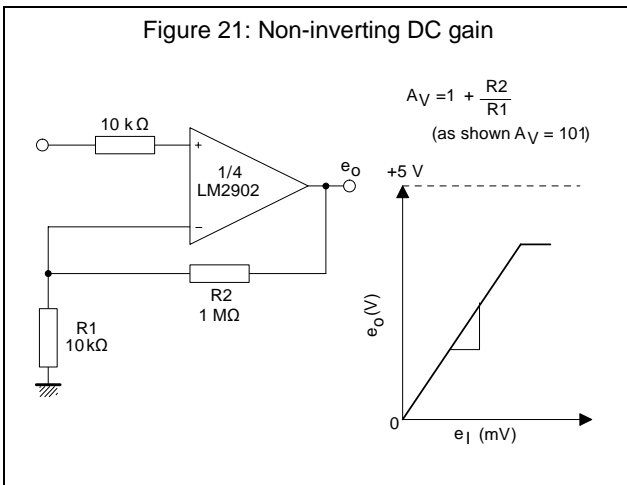 Figure 21: Non-inverting DC gain
A_V = 1 + R2/R1
(as shown A_V = 101)
10 kΩ
+
1/4
LM2902
−
e_o
R2
1 MΩ
R1
10kΩ
+5 V
e_o (V)
0
e_I (mV)